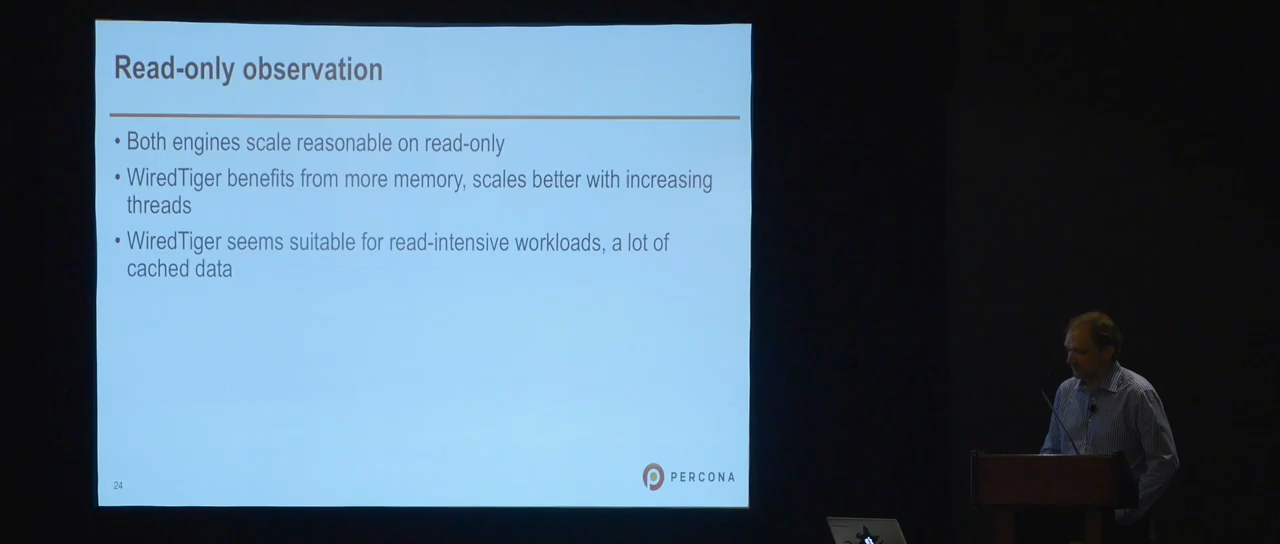 Read-only observation
• Both engines scale reasonable on read-only
• WiredTiger benefits from more memory, scales better with increasing
threads
• WiredTiger seems suitable for read-intensive workloads, a lot of
cached data
24
PERCONA